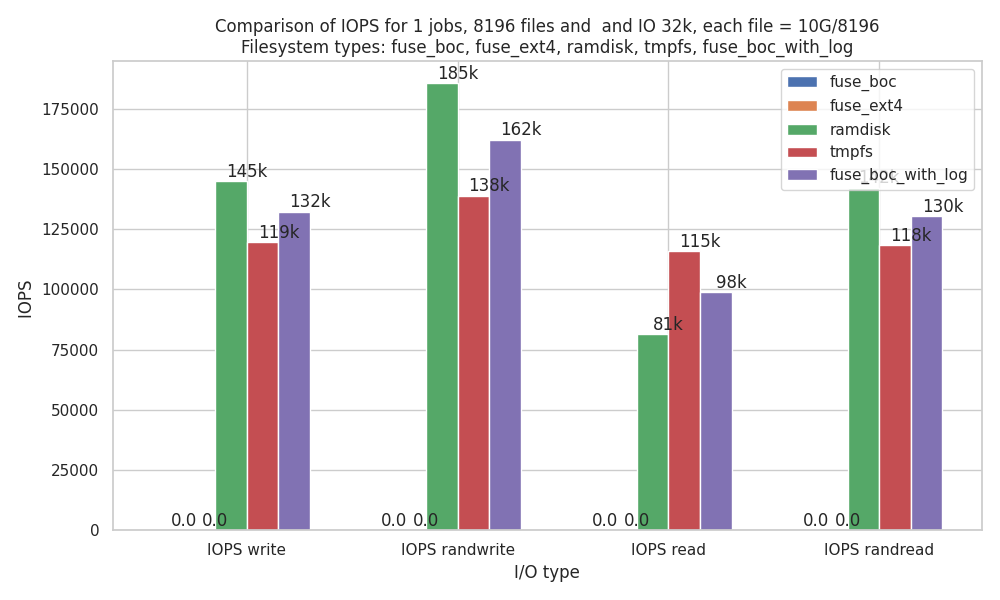 Comparison of IOPS for 1 jobs, 8196 files and  and IO 32k, each file = 10G/8196
Filesystem types: fuse_boc, fuse_ext4, ramdisk, tmpfs, fuse_boc_with_log
fuse_boc
fuse_ext4
ramdisk
tmpfs
fuse_boc_with_log
IOPS
175000
150000
125000
100000
75000
50000
25000
0
0.0 0.0 145k 119k 132k
0.0 0.0 185k 138k 162k
0.0 0.0 81k 115k 98k
0.0 0.0 118k 130k
IOPS write
IOPS randwrite
IOPS read
IOPS randread
I/O type